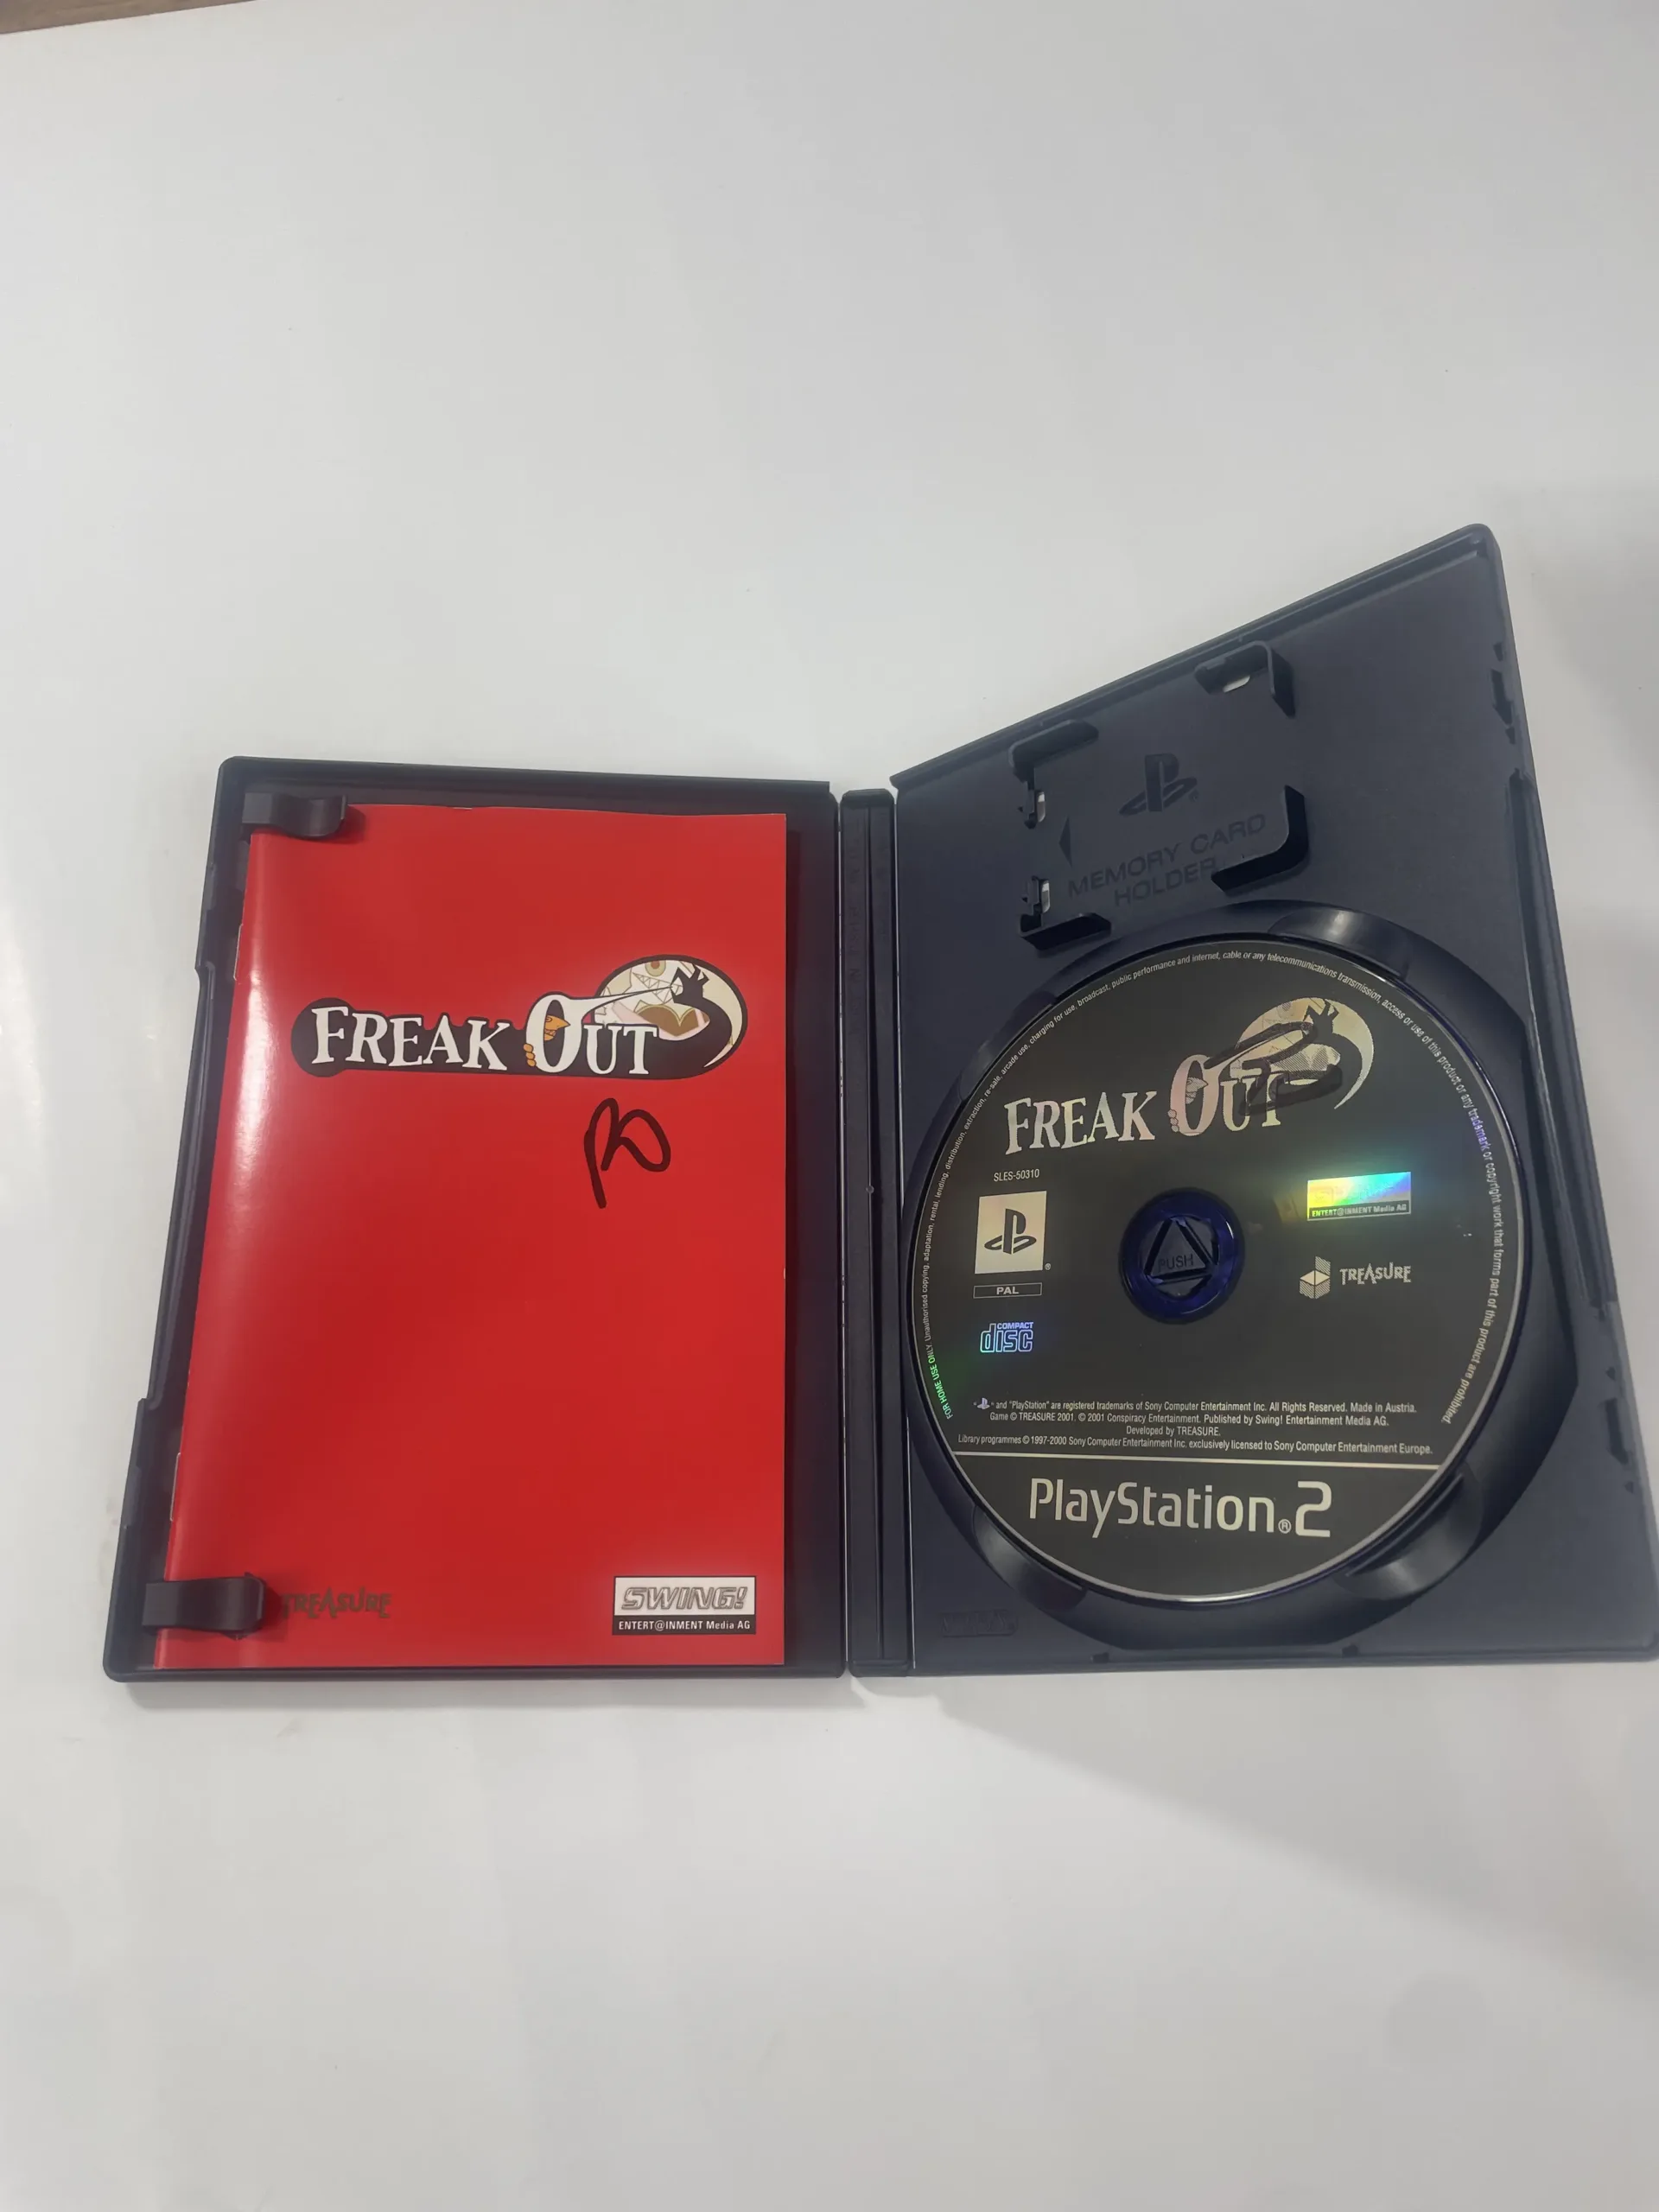 FREAK OUT
TREASURE
SWING!
ENTERT@INMENT Media AG
MEMORY CARD
HOLDER
FOR HOME USE ONLY. Unauthorised copying, adaptation, rental, lending, distribution, extraction, re-sale, arcade use, charging for use, broadcast, public performance and internet, cable or any telecommunications transmission, access or use of this product or any trademark or copyright work that forms part of this product are prohibited.
FREAK OUT
SLES-50310
PAL
COMPACT
disc
PUSH
ENTERT@INMENT Media AG
TREASURE
" " and "PlayStation" are registered trademarks of Sony Computer Entertainment Inc. All Rights Reserved. Made in Austria.
Game © TREASURE 2001. © 2001 Conspiracy Entertainment. Published by Swing! Entertainment Media AG.
Developed by TREASURE.
Library programmes © 1997-2000 Sony Computer Entertainment Inc. exclusively licensed to Sony Computer Entertainment Europe.
PlayStation®2